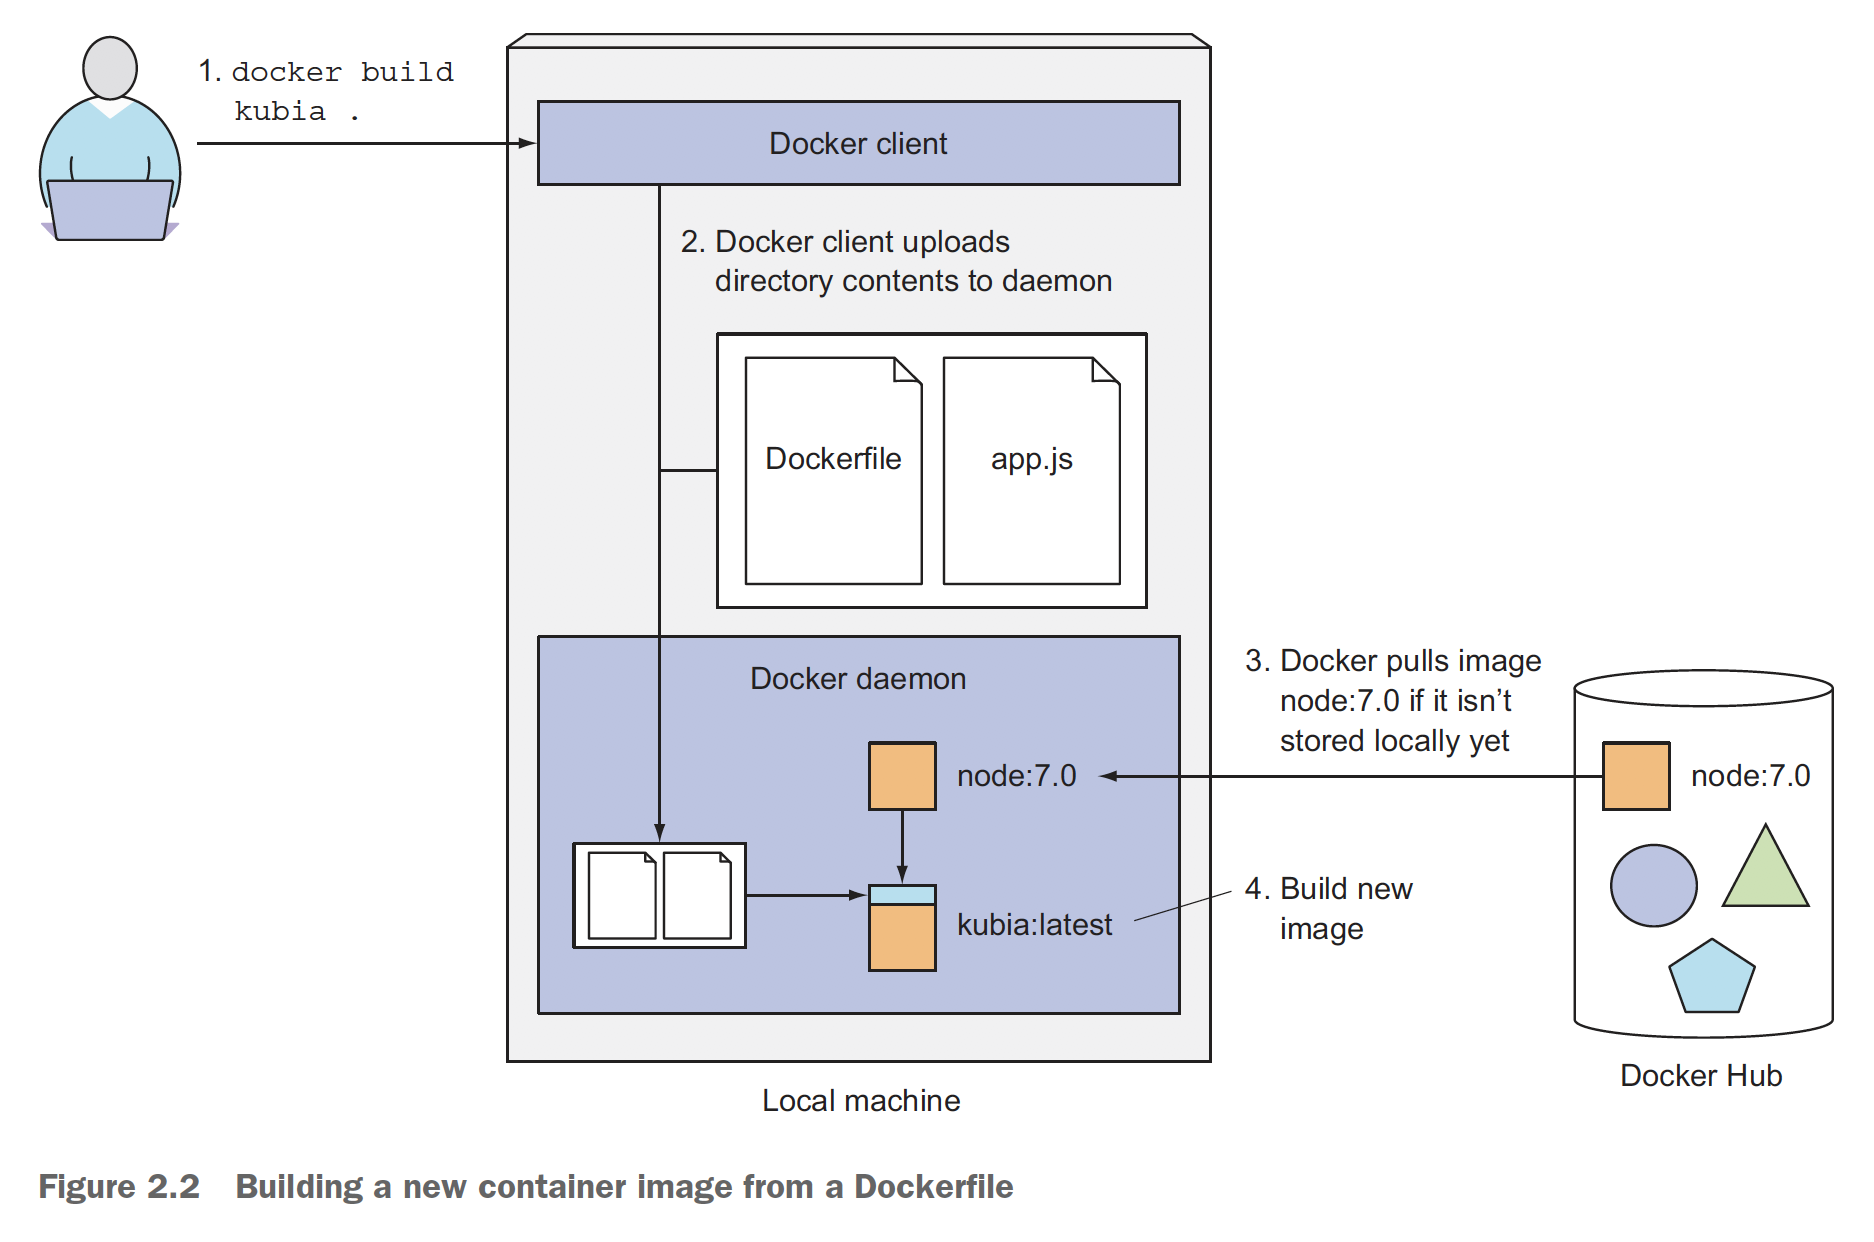 1. docker build
kubia .
Docker client
2. Docker client uploads
directory contents to daemon
Dockerfile
app.js
Docker daemon
node:7.0
3. Docker pulls image
node:7.0 if it isn’t
stored locally yet
node:7.0
kubia:latest
4. Build new
image
Docker Hub
Local machine
Figure 2.2 Building a new container image from a Dockerfile